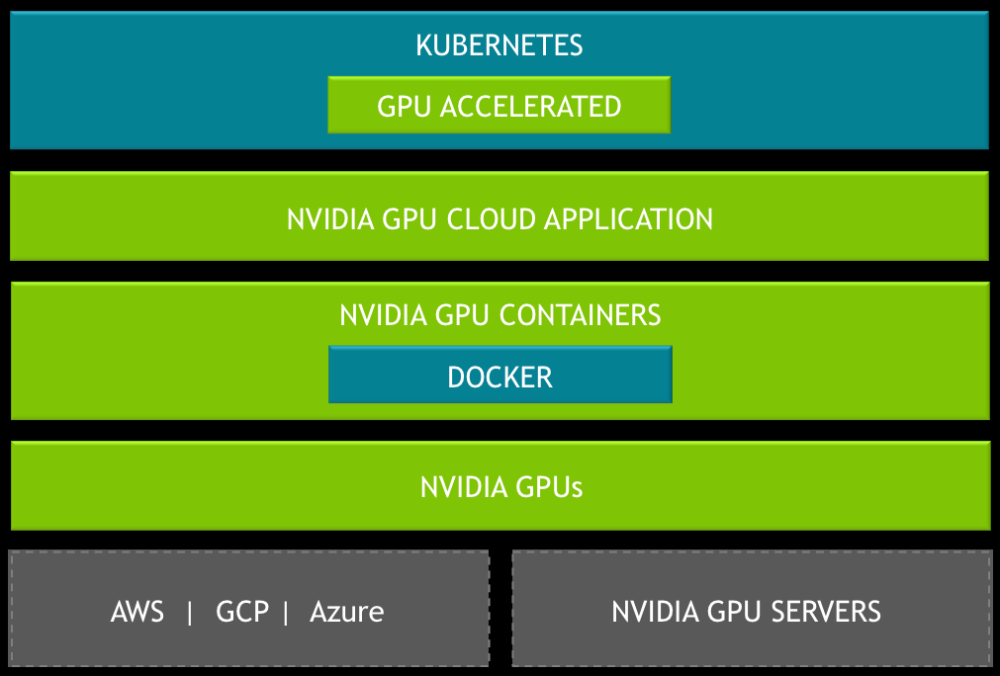 KUBERNETES
GPU ACCELERATED
NVIDIA GPU CLOUD APPLICATION
NVIDIA GPU CONTAINERS
DOCKER
NVIDIA GPUs
AWS | GCP | Azure
NVIDIA GPU SERVERS